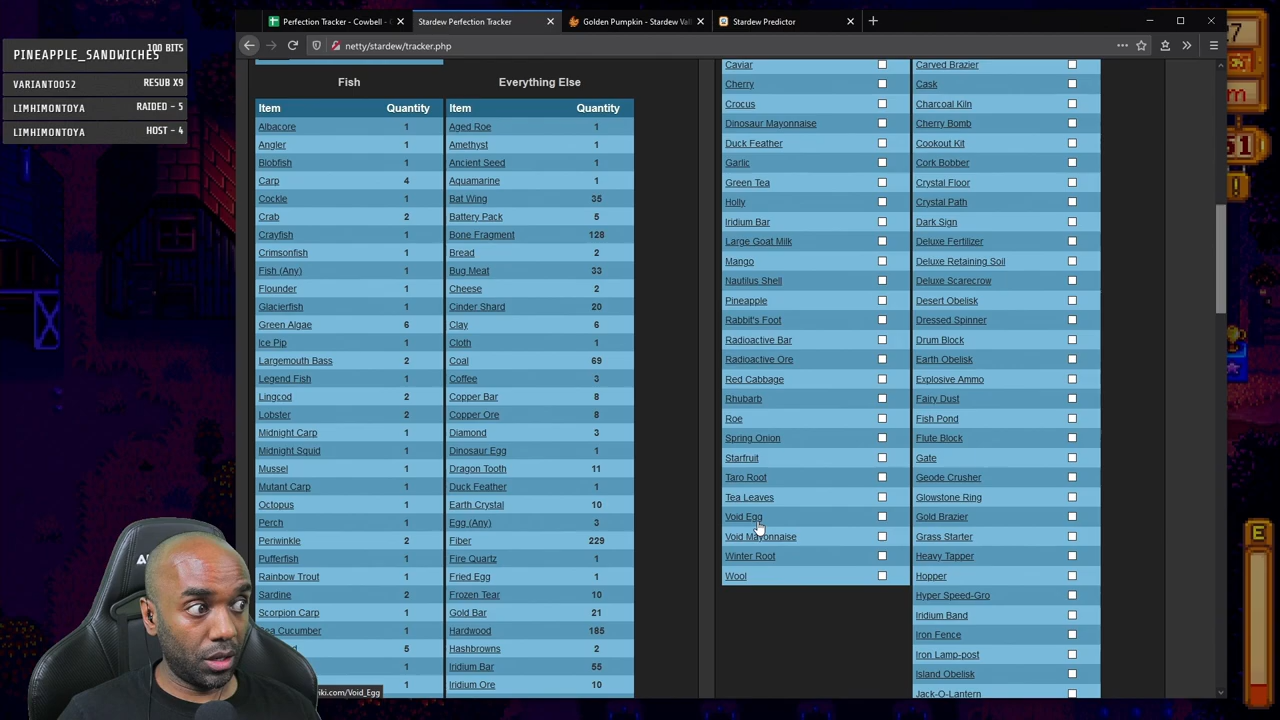 PINEAPPLE_SANDWICHES 100 BITS
VARIANT0052 RESUB X9
LIMHIMONTOYA RAIDED - 5
LIMHIMONTOYA HOST - 4
Perfection Tracker - Cowbell -
Stardew Perfection Tracker
Golden Pumpkin - Stardew Val
Stardew Predictor
netty/stardew/tracker.php
Fish
Everything Else
Item Quantity Item Quantity
Albacore 1 Aged Roe 1
Angler 1 Amethyst 1
Blobfish 1 Ancient Seed 1
Carp 4 Aquamarine 1
Cockle 1 Bat Wing 35
Crab 2 Battery Pack 5
Crayfish 1 Bone Fragment 128
Crimsonfish 1 Bread 2
Fish (Any) 1 Bug Meat 33
Flounder 1 Cheese 2
Glacierfish 1 Cinder Shard 20
Green Algae 6 Clay 6
Ice Pip 1 Cloth 1
Largemouth Bass 2 Coal 69
Legend Fish 1 Coffee 3
Lingcod 2 Copper Bar 8
Lobster 2 Copper Ore 8
Midnight Carp 1 Diamond 3
Midnight Squid 1 Dinosaur Egg 1
Mussel 1 Dragon Tooth 11
Mutant Carp 1 Duck Feather 1
Octopus 1 Earth Crystal 10
Perch 1 Egg (Any) 3
Periwinkle 2 Fiber 229
Pufferfish 1 Fire Quartz 1
Rainbow Trout 1 Fried Egg 1
Sardine 2 Frozen Tear 10
Scorpion Carp 1 Gold Bar 21
Sea Cucumber 1 Hardwood 185
5 Hashbrowns 2
1 Iridium Bar 55
1 Iridium Ore 10
iki.com/Void_Egg
Caviar Carved Brazier
Cherry Cask
Crocus Charcoal Kiln
Dinosaur Mayonnaise Cherry Bomb
Duck Feather Cookout Kit
Garlic Cork Bobber
Green Tea Crystal Floor
Holly Crystal Path
Iridium Bar Dark Sign
Large Goat Milk Deluxe Fertilizer
Mango Deluxe Retaining Soil
Nautilus Shell Deluxe Scarecrow
Pineapple Desert Obelisk
Rabbit's Foot Dressed Spinner
Radioactive Bar Drum Block
Radioactive Ore Earth Obelisk
Red Cabbage Explosive Ammo
Rhubarb Fairy Dust
Roe Fish Pond
Spring Onion Flute Block
Starfruit Gate
Taro Root Geode Crusher
Tea Leaves Glowstone Ring
Void Egg Gold Brazier
Void Mayonnaise Grass Starter
Winter Root Heavy Tapper
Wool Hopper
Hyper Speed-Gro
Iridium Band
Iron Fence
Iron Lamp-post
Island Obelisk
Jack-O-Lantern
E